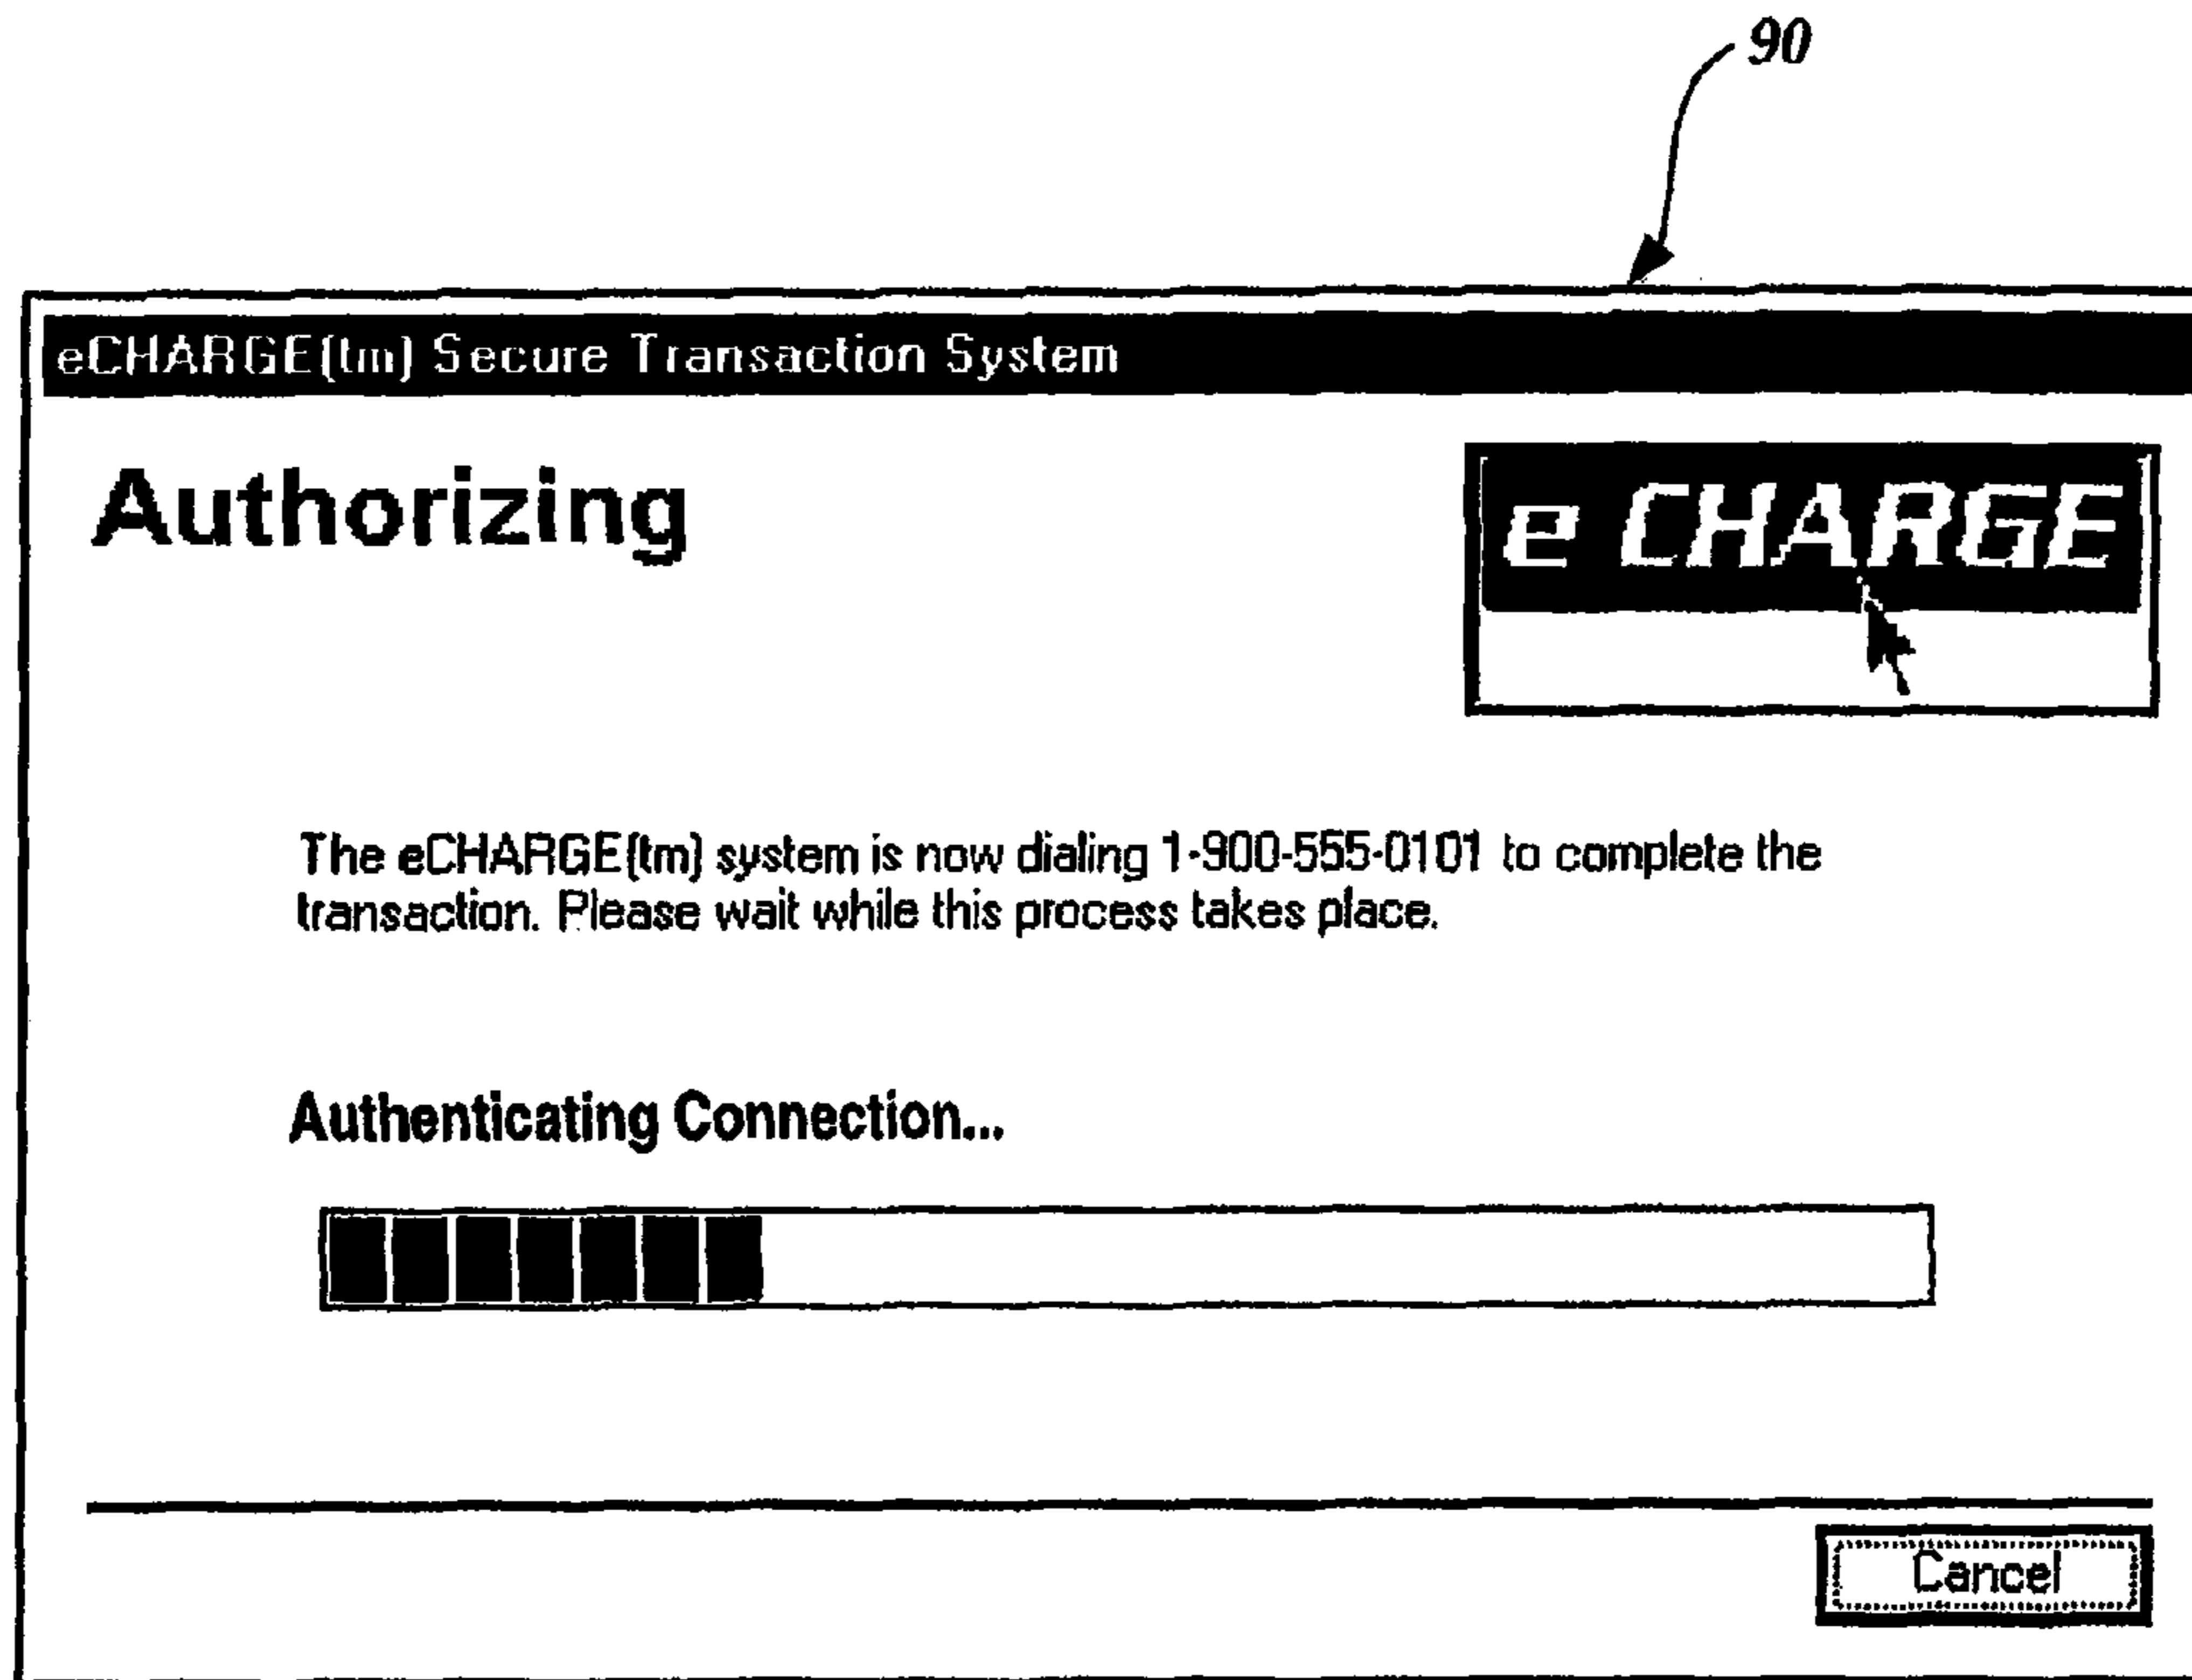 90
eCHARGE(tm) Secure Transaction System
Authorizing
e CHARGE
The eCHARGE(tm) system is now dialing 1-900-555-0101 to complete the
transaction. Please wait while this process takes place.
Authenticating Connection...
Cancel